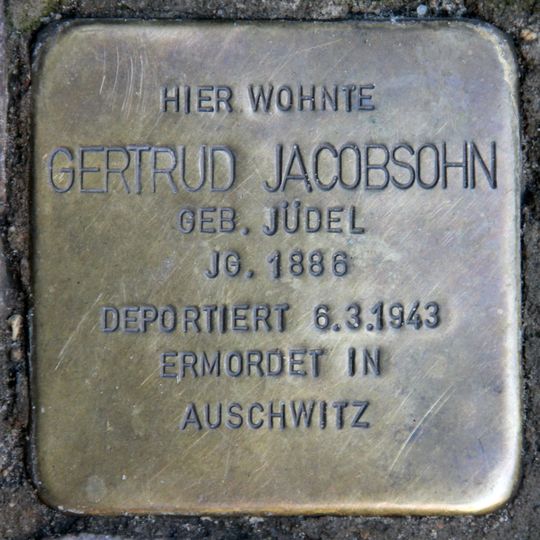 HIER WOHNTE
GERTRUD JACOBSOHN
GEB. JÜDEL
JG. 1886
DEPORTIERT 6.3.1943
ERMORDET IN
AUSCHWITZ